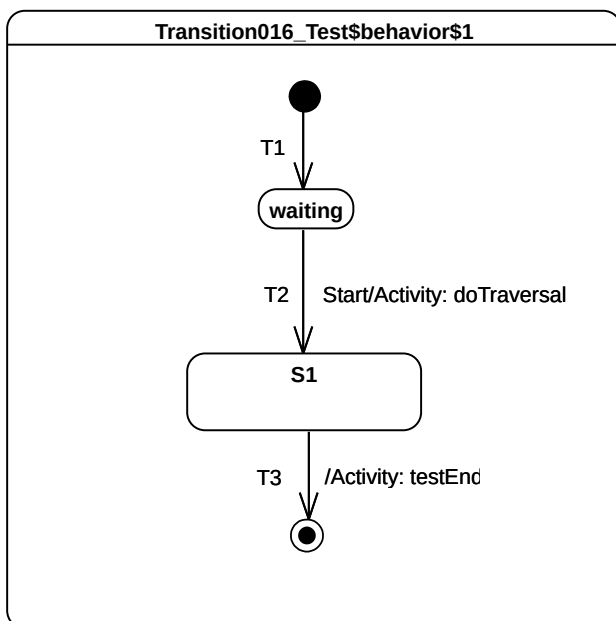 Transition016_Test$behavior$1
T1
waiting
T2 Start/Activity: doTraversal
S1
T3 /Activity: testEnd